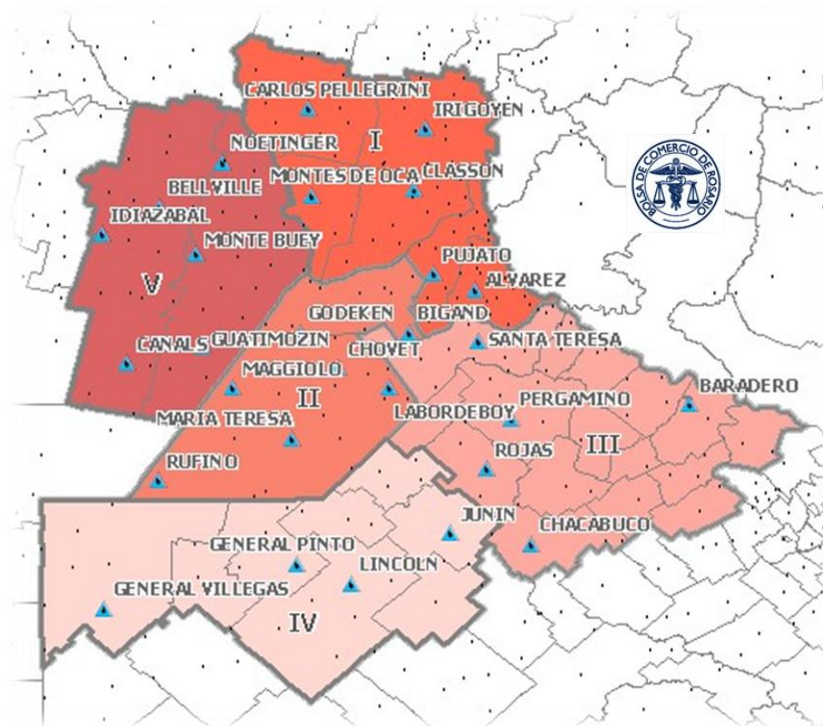 CARLOS PELLEGRINI
IRIGOYEN
NOETINGER
I
BOLSA DE COMERCIO DE ROSARIO
BELLVILLE
MONTES DE OCA
CLASSON
IDIAZABAL
MONTE BUEY
PUJATO
V
ALVAREZ
GODEKEN
BIGAND
CANALS
GUATIMOZIN
CHOVET
SANTA TERESA
MAGGIOLO
BARADERO
II
LABORDEBOY
PERGAMINO
MARIA TERESA
III
RUFINO
ROJAS
JUNIN
CHACABUCO
GENERAL PINTO
LINCOLN
GENERAL VILLEGAS
IV